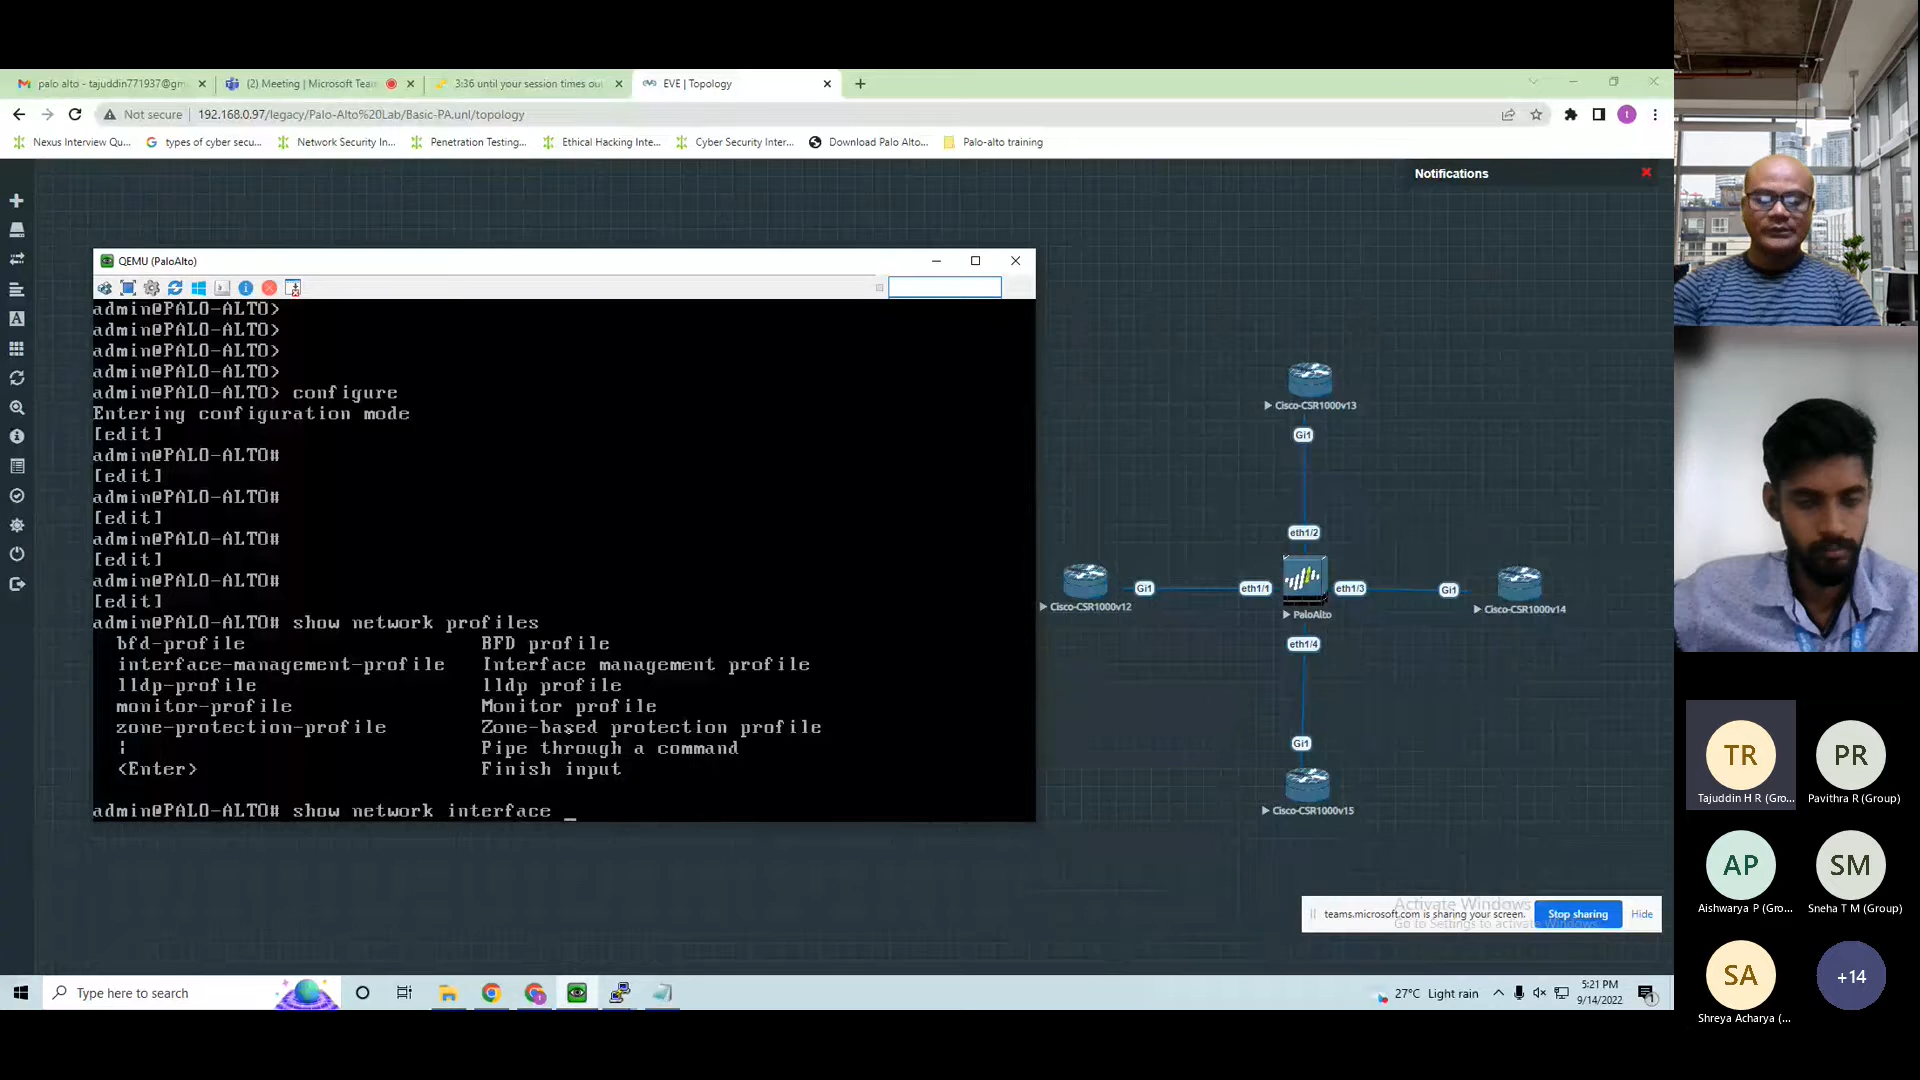 palo alto - tajuddin771937@gm
(2) Meeting | Microsoft Team
3:36 until your session times out
EVE | Topology
Not secure
192.168.0.97/legacy/Palo-Alto%20Lab/Basic-PA.unl/topology
t
Nexus Interview Qu...
types of cyber secu...
Network Security In...
Penetration Testing...
Ethical Hacking Inte...
Cyber Security Inter...
Download Palo Alto...
Palo-alto training
Notifications
QEMU (PaloAlto)
admin@PALO-ALTO>
admin@PALO-ALTO>
admin@PALO-ALTO>
admin@PALO-ALTO>
admin@PALO-ALTO> configure
Entering configuration mode
[edit]
admin@PALO-ALTO#
[edit]
admin@PALO-ALTO#
[edit]
admin@PALO-ALTO#
[edit]
admin@PALO-ALTO#
[edit]
admin@PALO-ALTO# show network profiles
bfd-profile BFD profile
interface-management-profile Interface management profile
lldp-profile lldp profile
monitor-profile Monitor profile
zone-protection-profile Zone-based protection profile
| Pipe through a command
<Enter> Finish input
admin@PALO-ALTO# show network interface _
Cisco-CSR1000v13
Gi1
eth1/2
Gi1
eth1/1
eth1/3
Gi1
Cisco-CSR1000v12
PaloAlto
Cisco-CSR1000v14
eth1/4
Gi1
Cisco-CSR1000v15
Activate Windows
Go to Settings to activate Windows.
teams.microsoft.com is sharing your screen.
Stop sharing
Hide
Type here to search
27°C Light rain
5:21 PM
9/14/2022
1
TR
Tajuddin H R (Gro...
PR
Pavithra R (Group)
AP
Aishwarya P (Gro...
SM
Sneha T M (Group)
SA
Shreya Acharya (...
+14